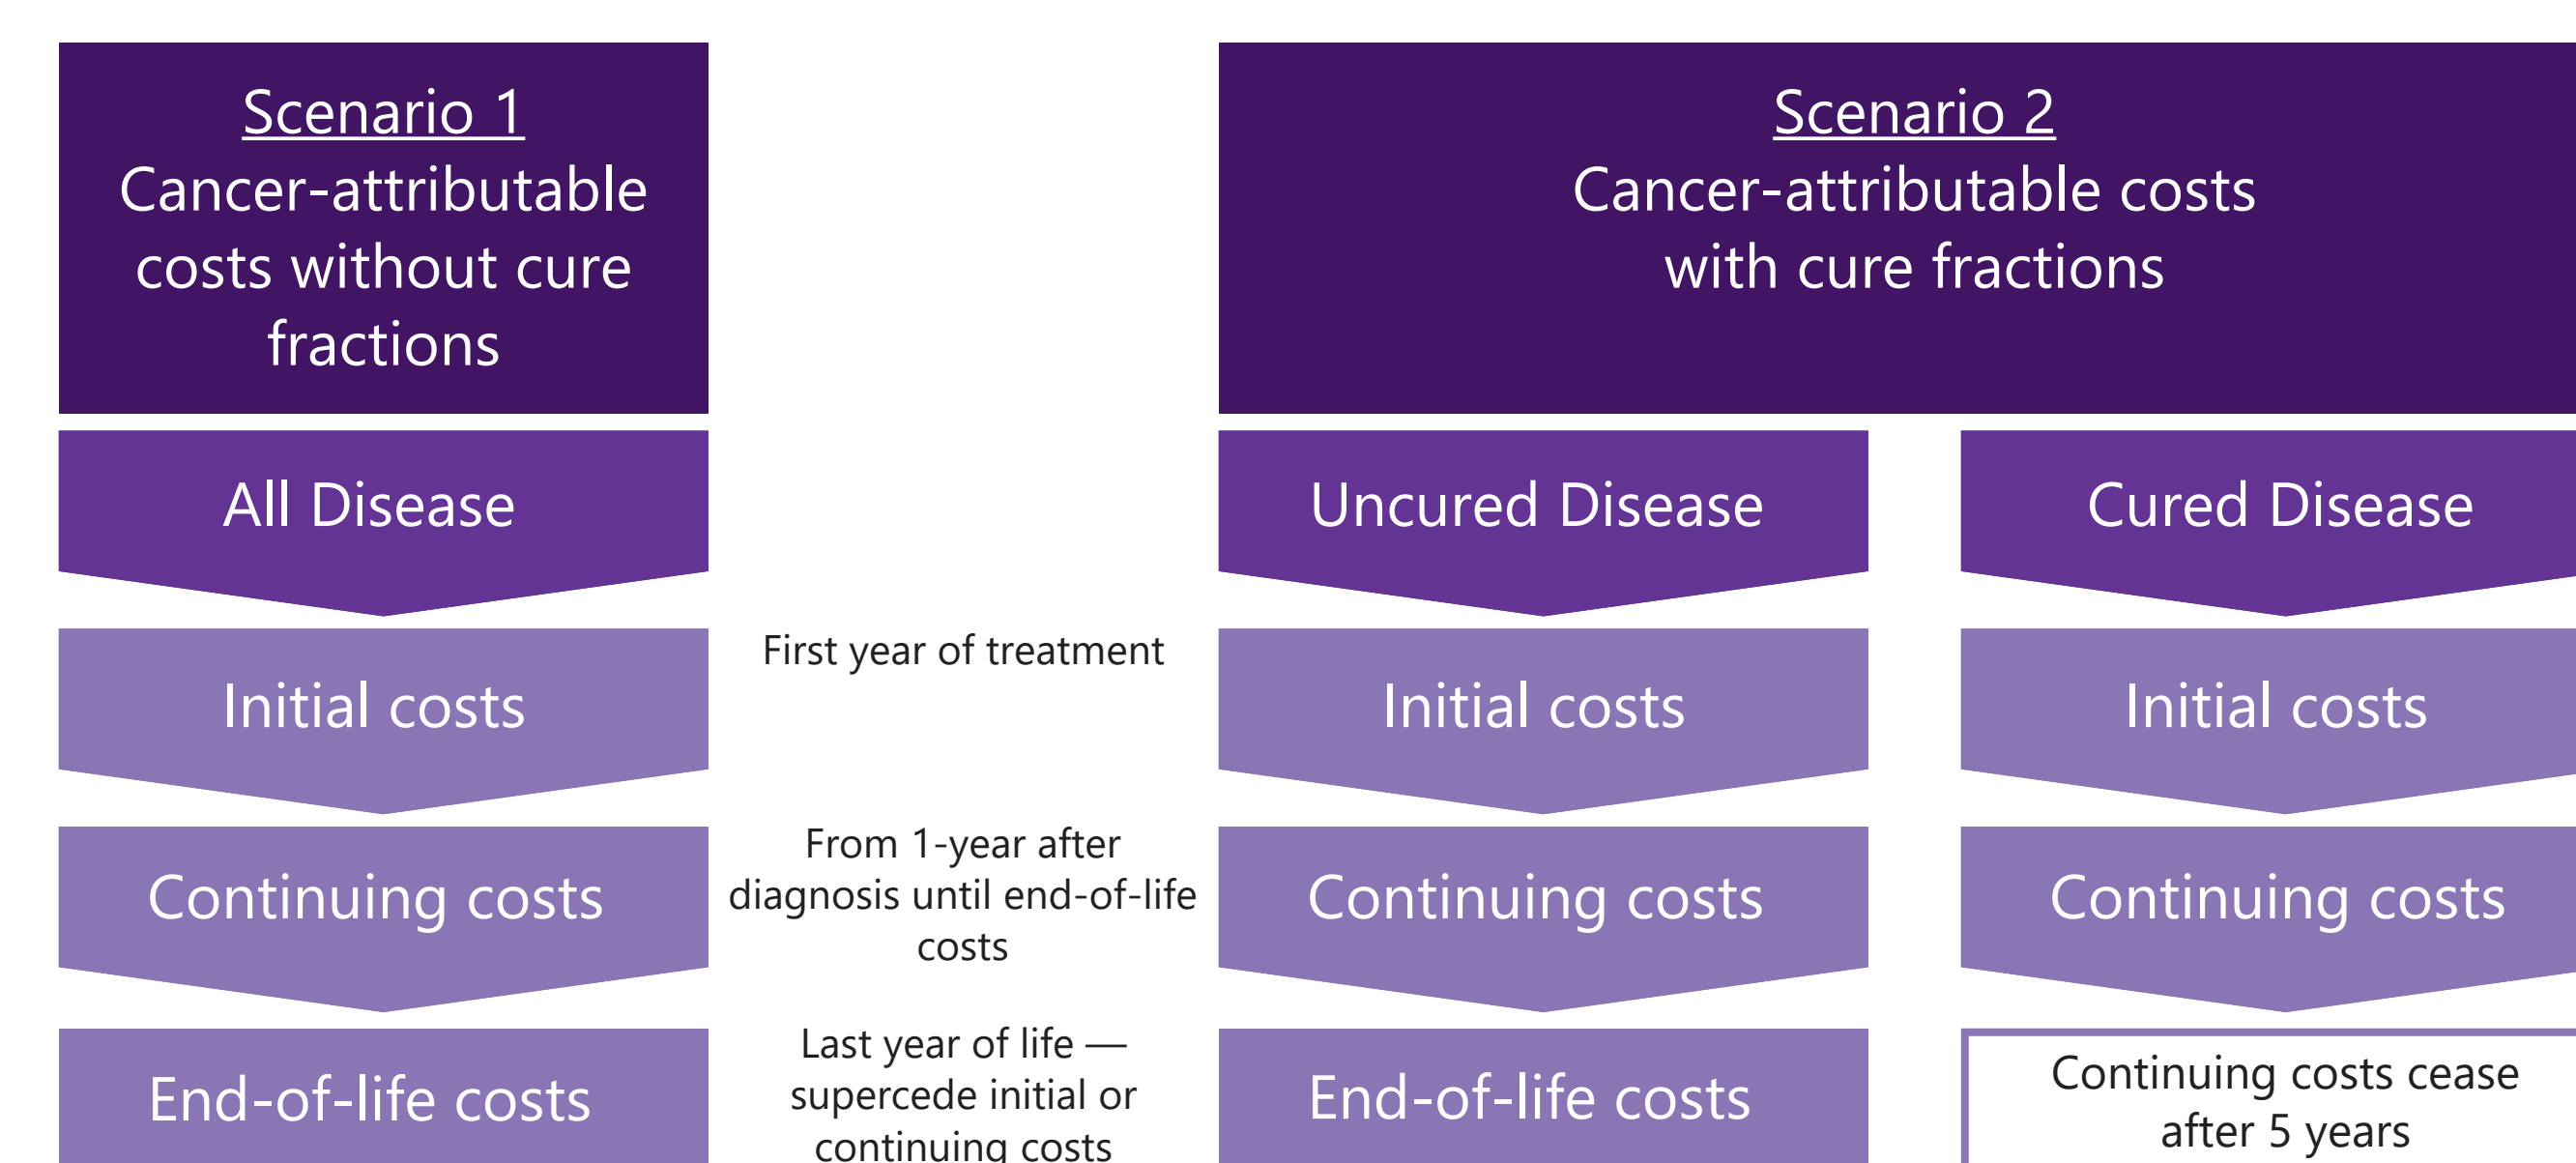 Scenario 1
Cancer-attributable
costs without cure
fractions
Scenario 2
Cancer-attributable costs
with cure fractions
All Disease
Uncured Disease
Cured Disease
Initial costs
First year of treatment
Initial costs
Initial costs
Continuing costs
From 1-year after
diagnosis until end-of-life
costs
Continuing costs
Continuing costs
End-of-life costs
Last year of life —
supercede initial or
continuing costs
End-of-life costs
Continuing costs cease
after 5 years